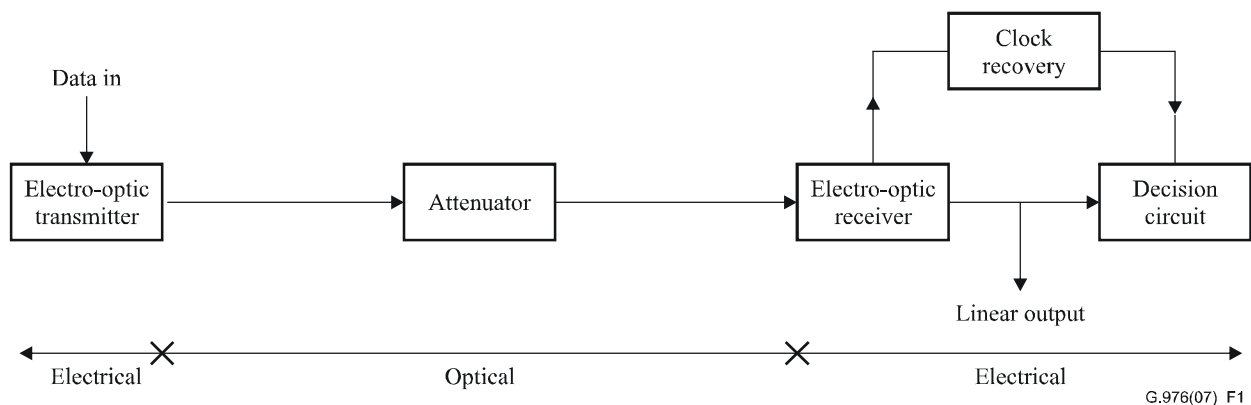 Clock
recovery
Data in
Electro-optic
transmitter
Attenuator
Electro-optic
receiver
Decision
circuit
Linear output
Electrical
Optical
Electrical
G.976(07)_F1